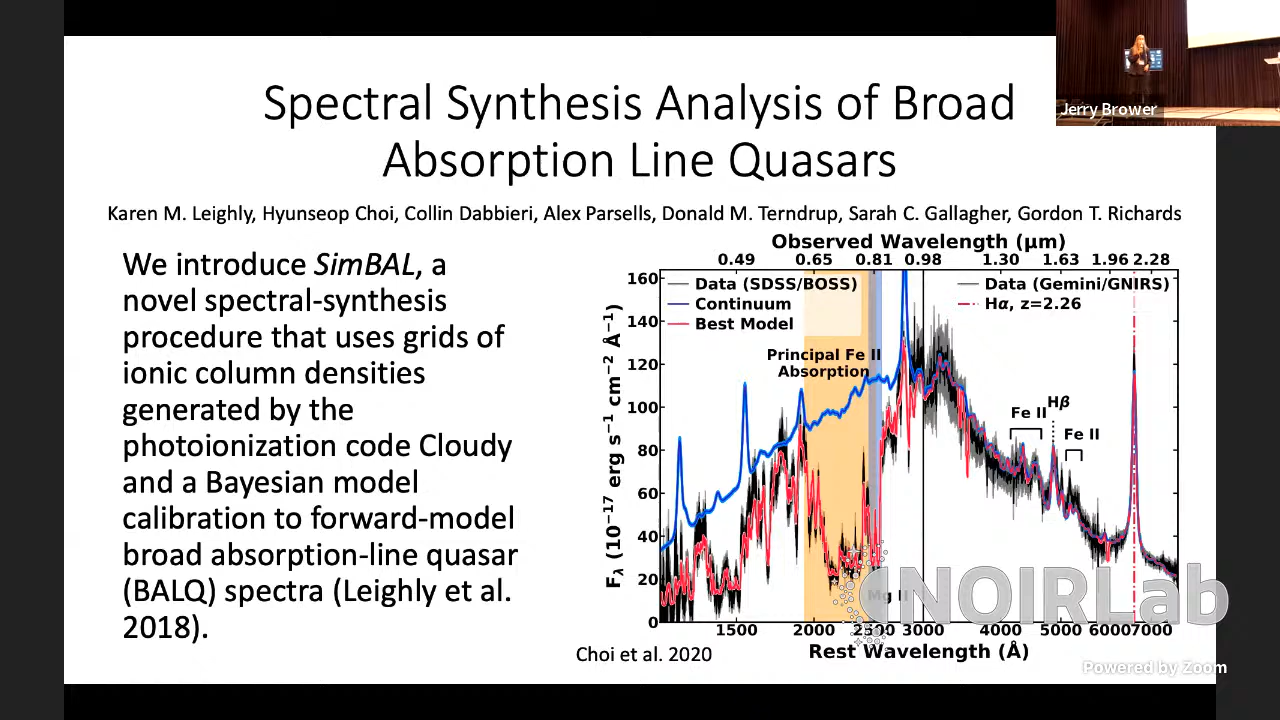 Spectral Synthesis Analysis of Broad
Absorption Line Quasars
Jerry Brower
Karen M. Leighly, Hyunseop Choi, Collin Dabbieri, Alex Parsells, Donald M. Terndrup, Sarah C. Gallagher, Gordon T. Richards
We introduce SimBAL, a
novel spectral-synthesis
procedure that uses grids of
ionic column densities
generated by the
photoionization code Cloudy
and a Bayesian model
calibration to forward-model
broad absorption-line quasar
(BALQ) spectra (Leighly et al.
2018).
Observed Wavelength (μm)
0.49 0.65 0.81 0.98 1.30 1.63 1.96 2.28
Data (SDSS/BOSS)
Continuum
Best Model
Data (Gemini/GNIRS)
Hα, z=2.26
Principal Fe II
Absorption
Fe II
Hβ
Fe II
Mg II
Fλ (10⁻¹⁷ erg s⁻¹ cm⁻² Å⁻¹)
160
140
120
100
80
60
40
20
0
1500 2000 2500 3000 4000 5000 6000 7000
Rest Wavelength (Å)
Choi et al. 2020
NOIRLab
Powered by Zoom